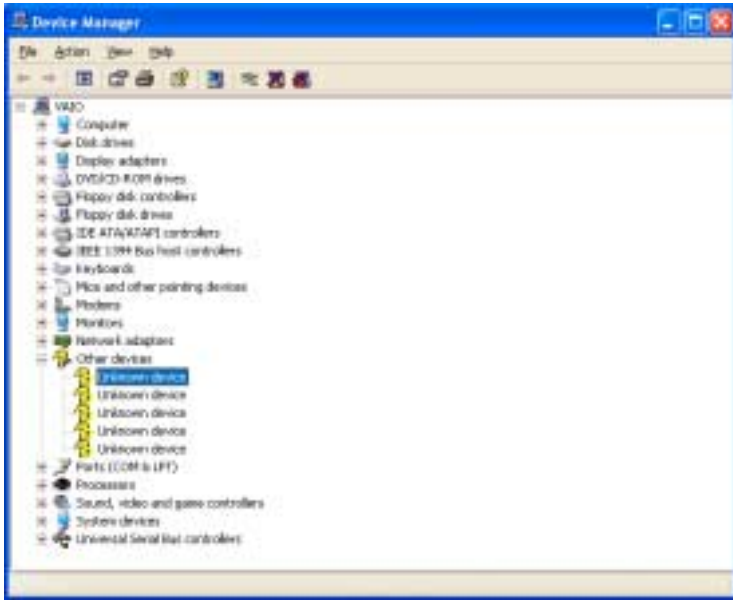 Device Manager
File Action View Help
VAIO
Computer
Disk drives
Display adapters
DVD/CD-ROM drives
Floppy disk controllers
Floppy disk drives
IDE ATA/ATAPI controllers
IEEE 1394 Bus host controllers
Keyboards
Mice and other pointing devices
Modems
Monitors
Network adapters
Other devices
Unknown device
Unknown device
Unknown device
Unknown device
Unknown device
Ports (COM & LPT)
Processors
Sound, video and game controllers
System devices
Universal Serial Bus controllers